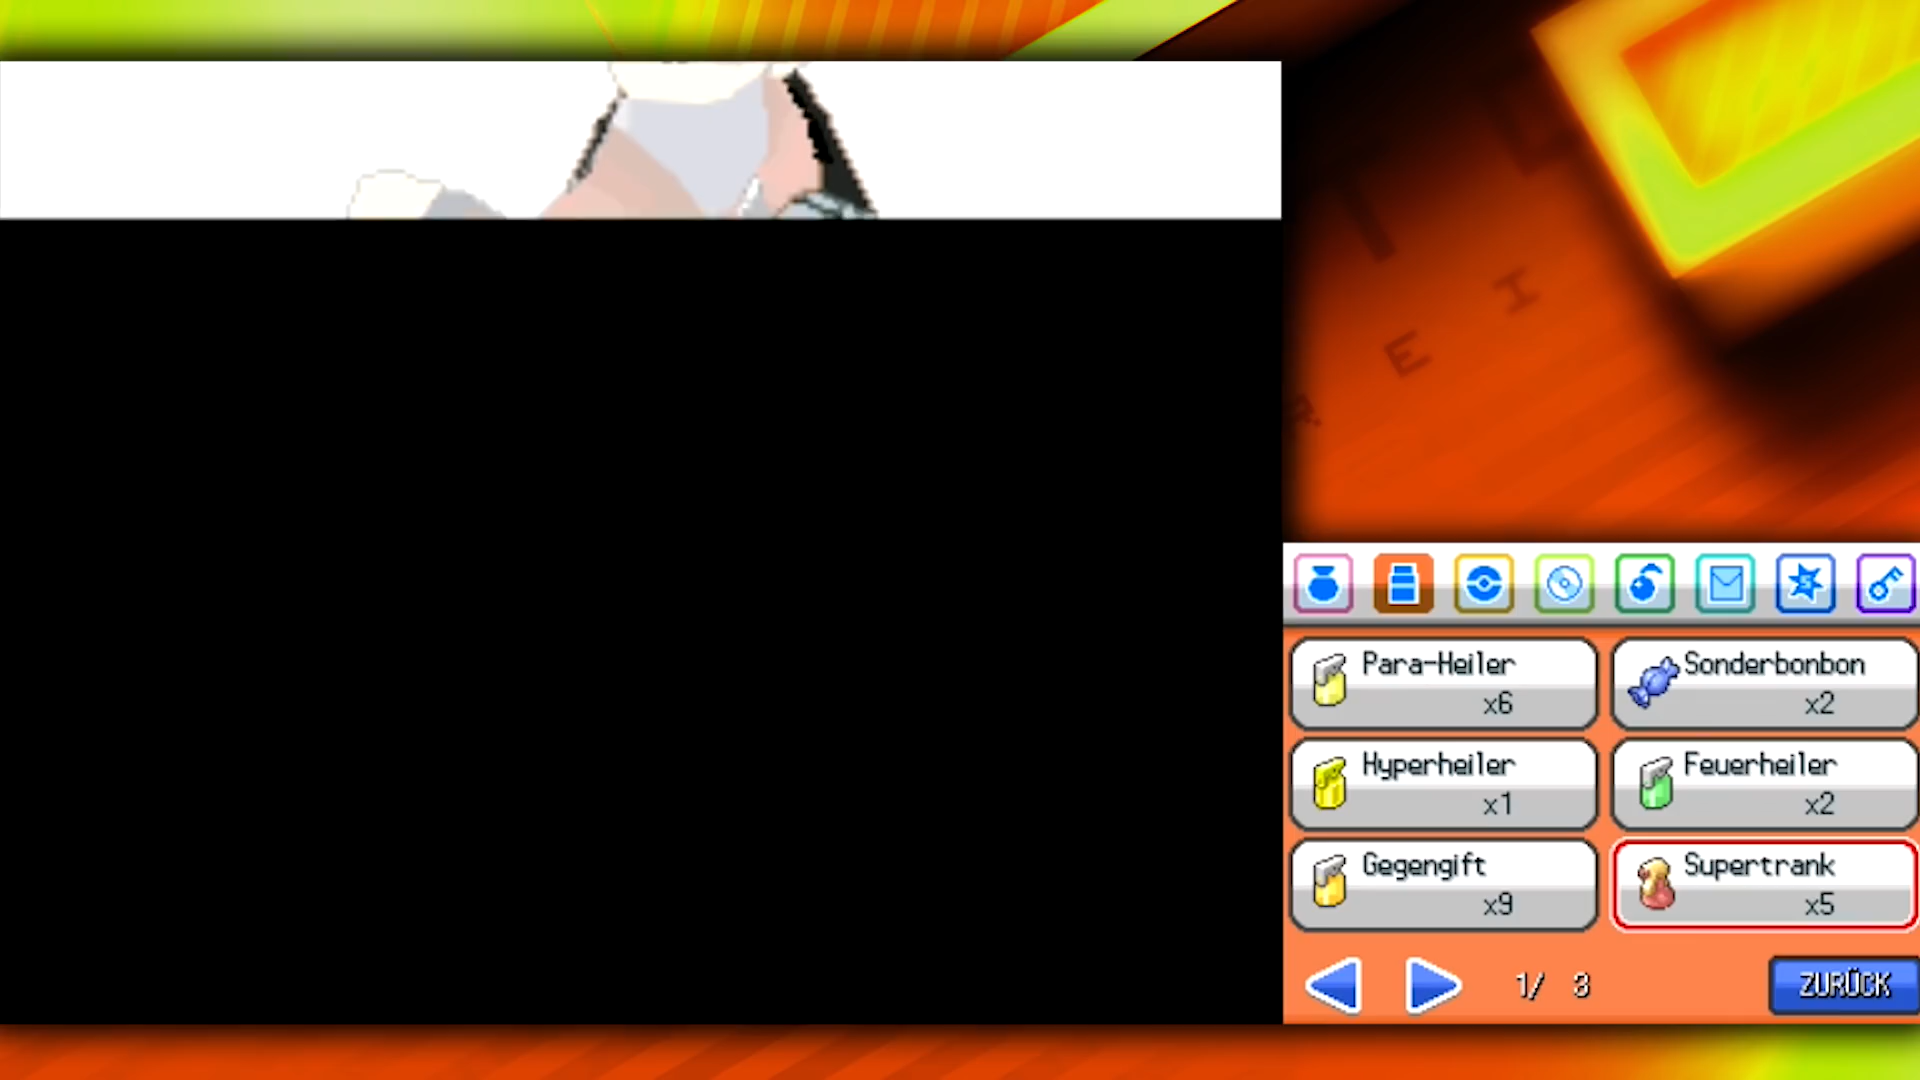 E I
Para-Heiler
x6
Sonderbonbon
x2
Hyperheiler
x1
Feuerheiler
x2
Gegengift
x9
Supertrank
x5
1/ 3
ZURÜCK